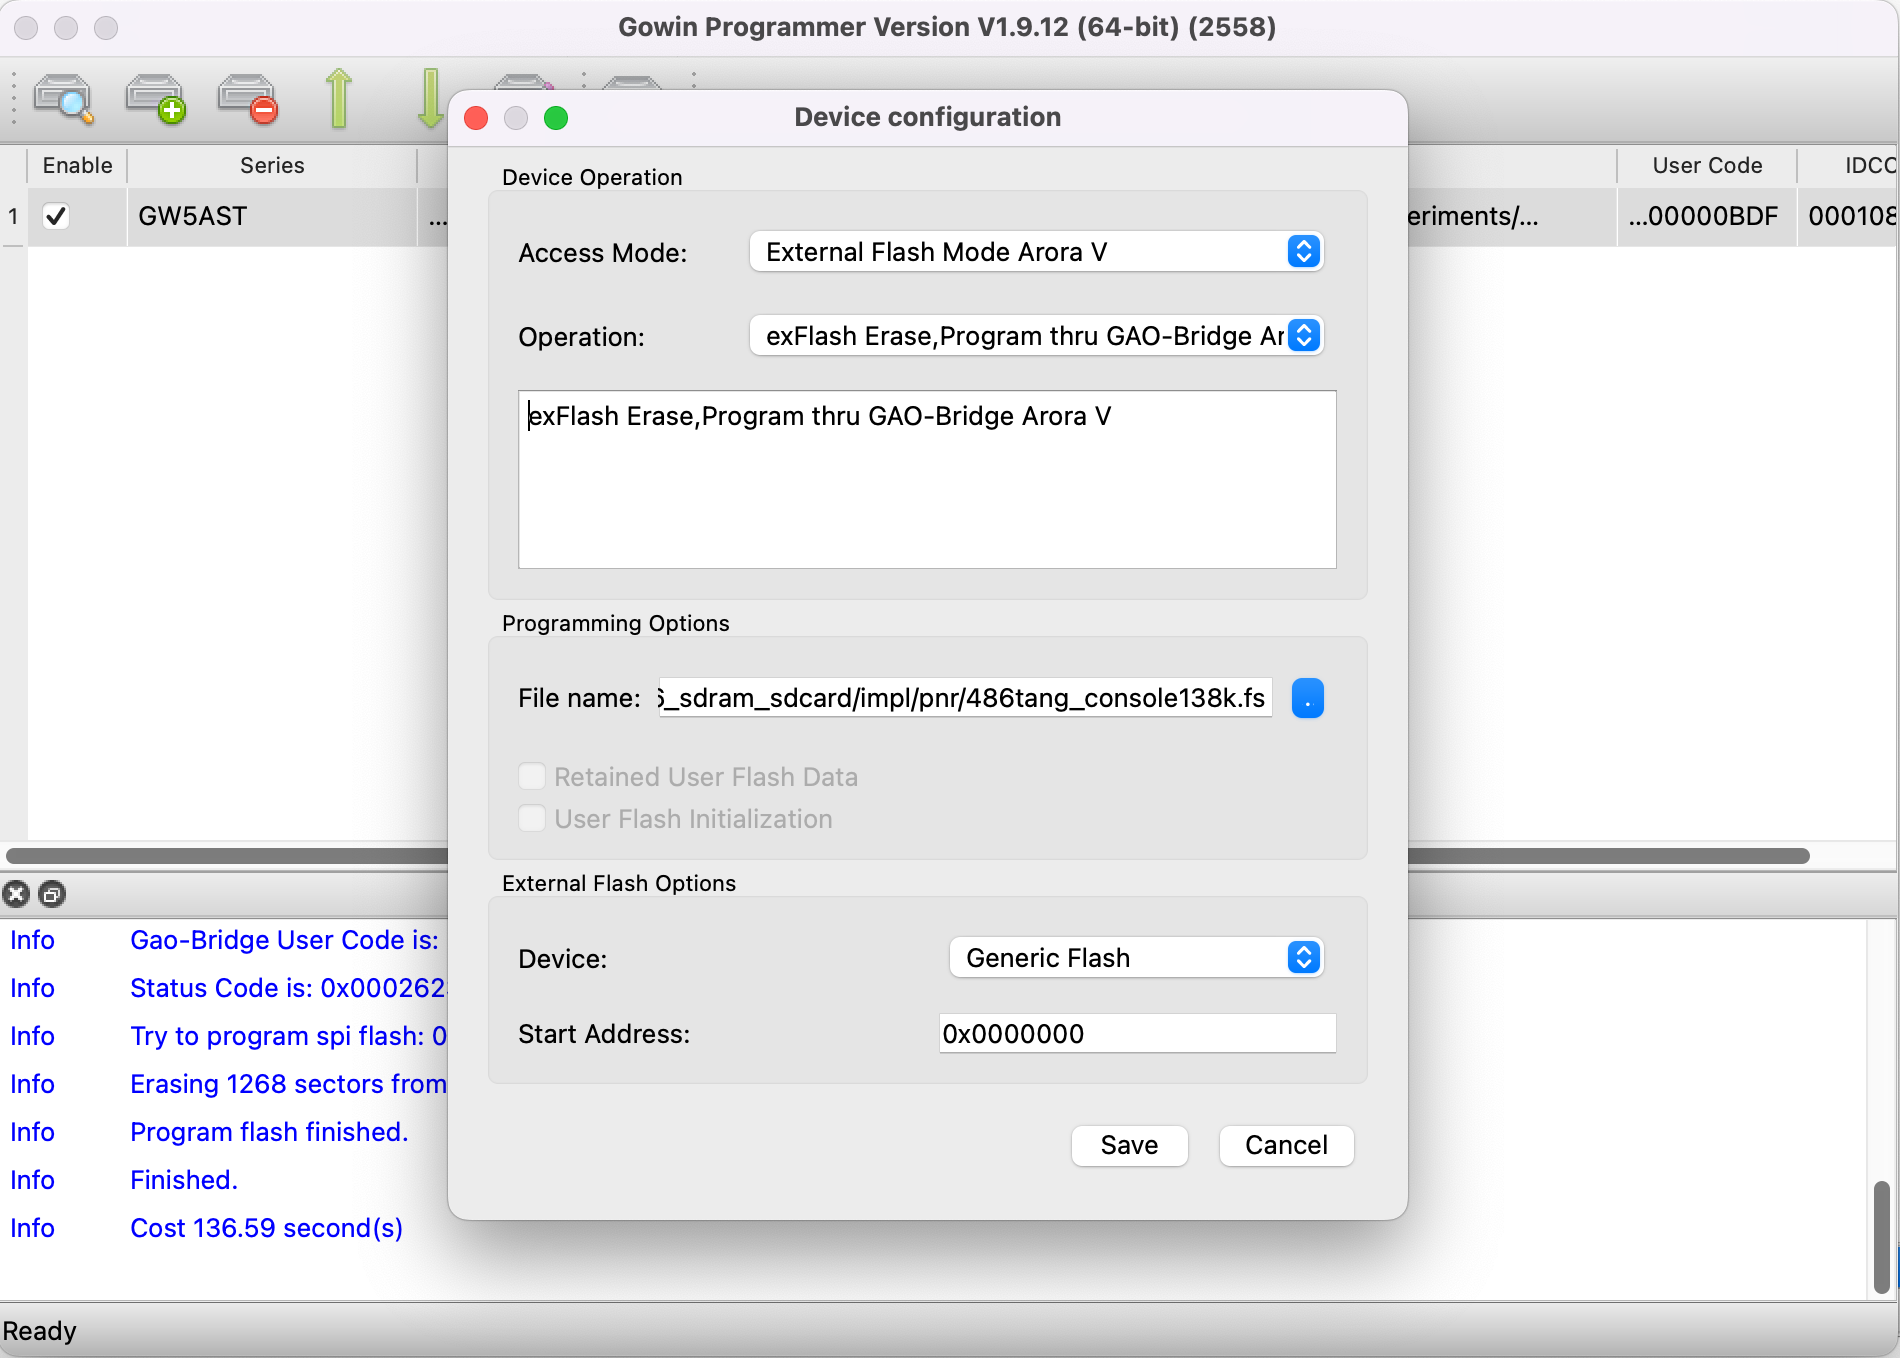 Gowin Programmer Version V1.9.12 (64-bit) (2558)
Device configuration
Enable Series User Code IDCC
1 GW5AST ... eriments/... ...00000BDF 000108
Device Operation
Access Mode: External Flash Mode Arora V
Operation: exFlash Erase,Program thru GAO-Bridge Ar
exFlash Erase,Program thru GAO-Bridge Arora V
Programming Options
File name: _sdram_sdcard/impl/pnr/486tang_console138k.fs .
Retained User Flash Data
User Flash Initialization
External Flash Options
Device: Generic Flash
Start Address: 0x0000000
Save Cancel
Info Gao-Bridge User Code is:
Info Status Code is: 0x000262
Info Try to program spi flash: 0
Info Erasing 1268 sectors from
Info Program flash finished.
Info Finished.
Info Cost 136.59 second(s)
Ready